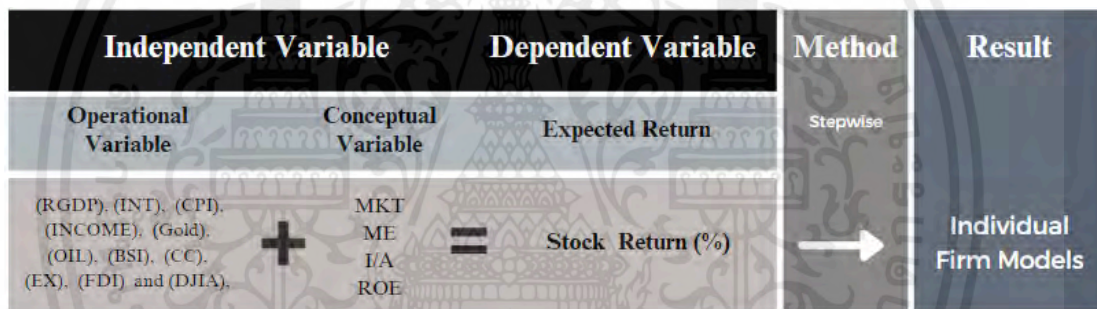 Independent Variable
Dependent Variable
Method
Result
Operational
Variable
Conceptual
Variable
Expected Return
Stepwise
(RGDP), (INT), (CPI),
(INCOME), (Gold),
(OIL), (BSI), (CC),
(EX), (FDI) and (DJIA),
+
MKT
ME
I/A
ROE
=
Stock Return (%)
Individual
Firm Models